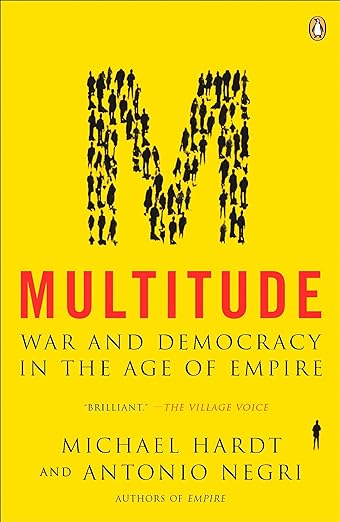 M
MULTITUDE
WAR AND DEMOCRACY
IN THE AGE OF EMPIRE
"BRILLIANT." —THE VILLAGE VOICE
MICHAEL HARDT
AND ANTONIO NEGRI
AUTHORS OF EMPIRE